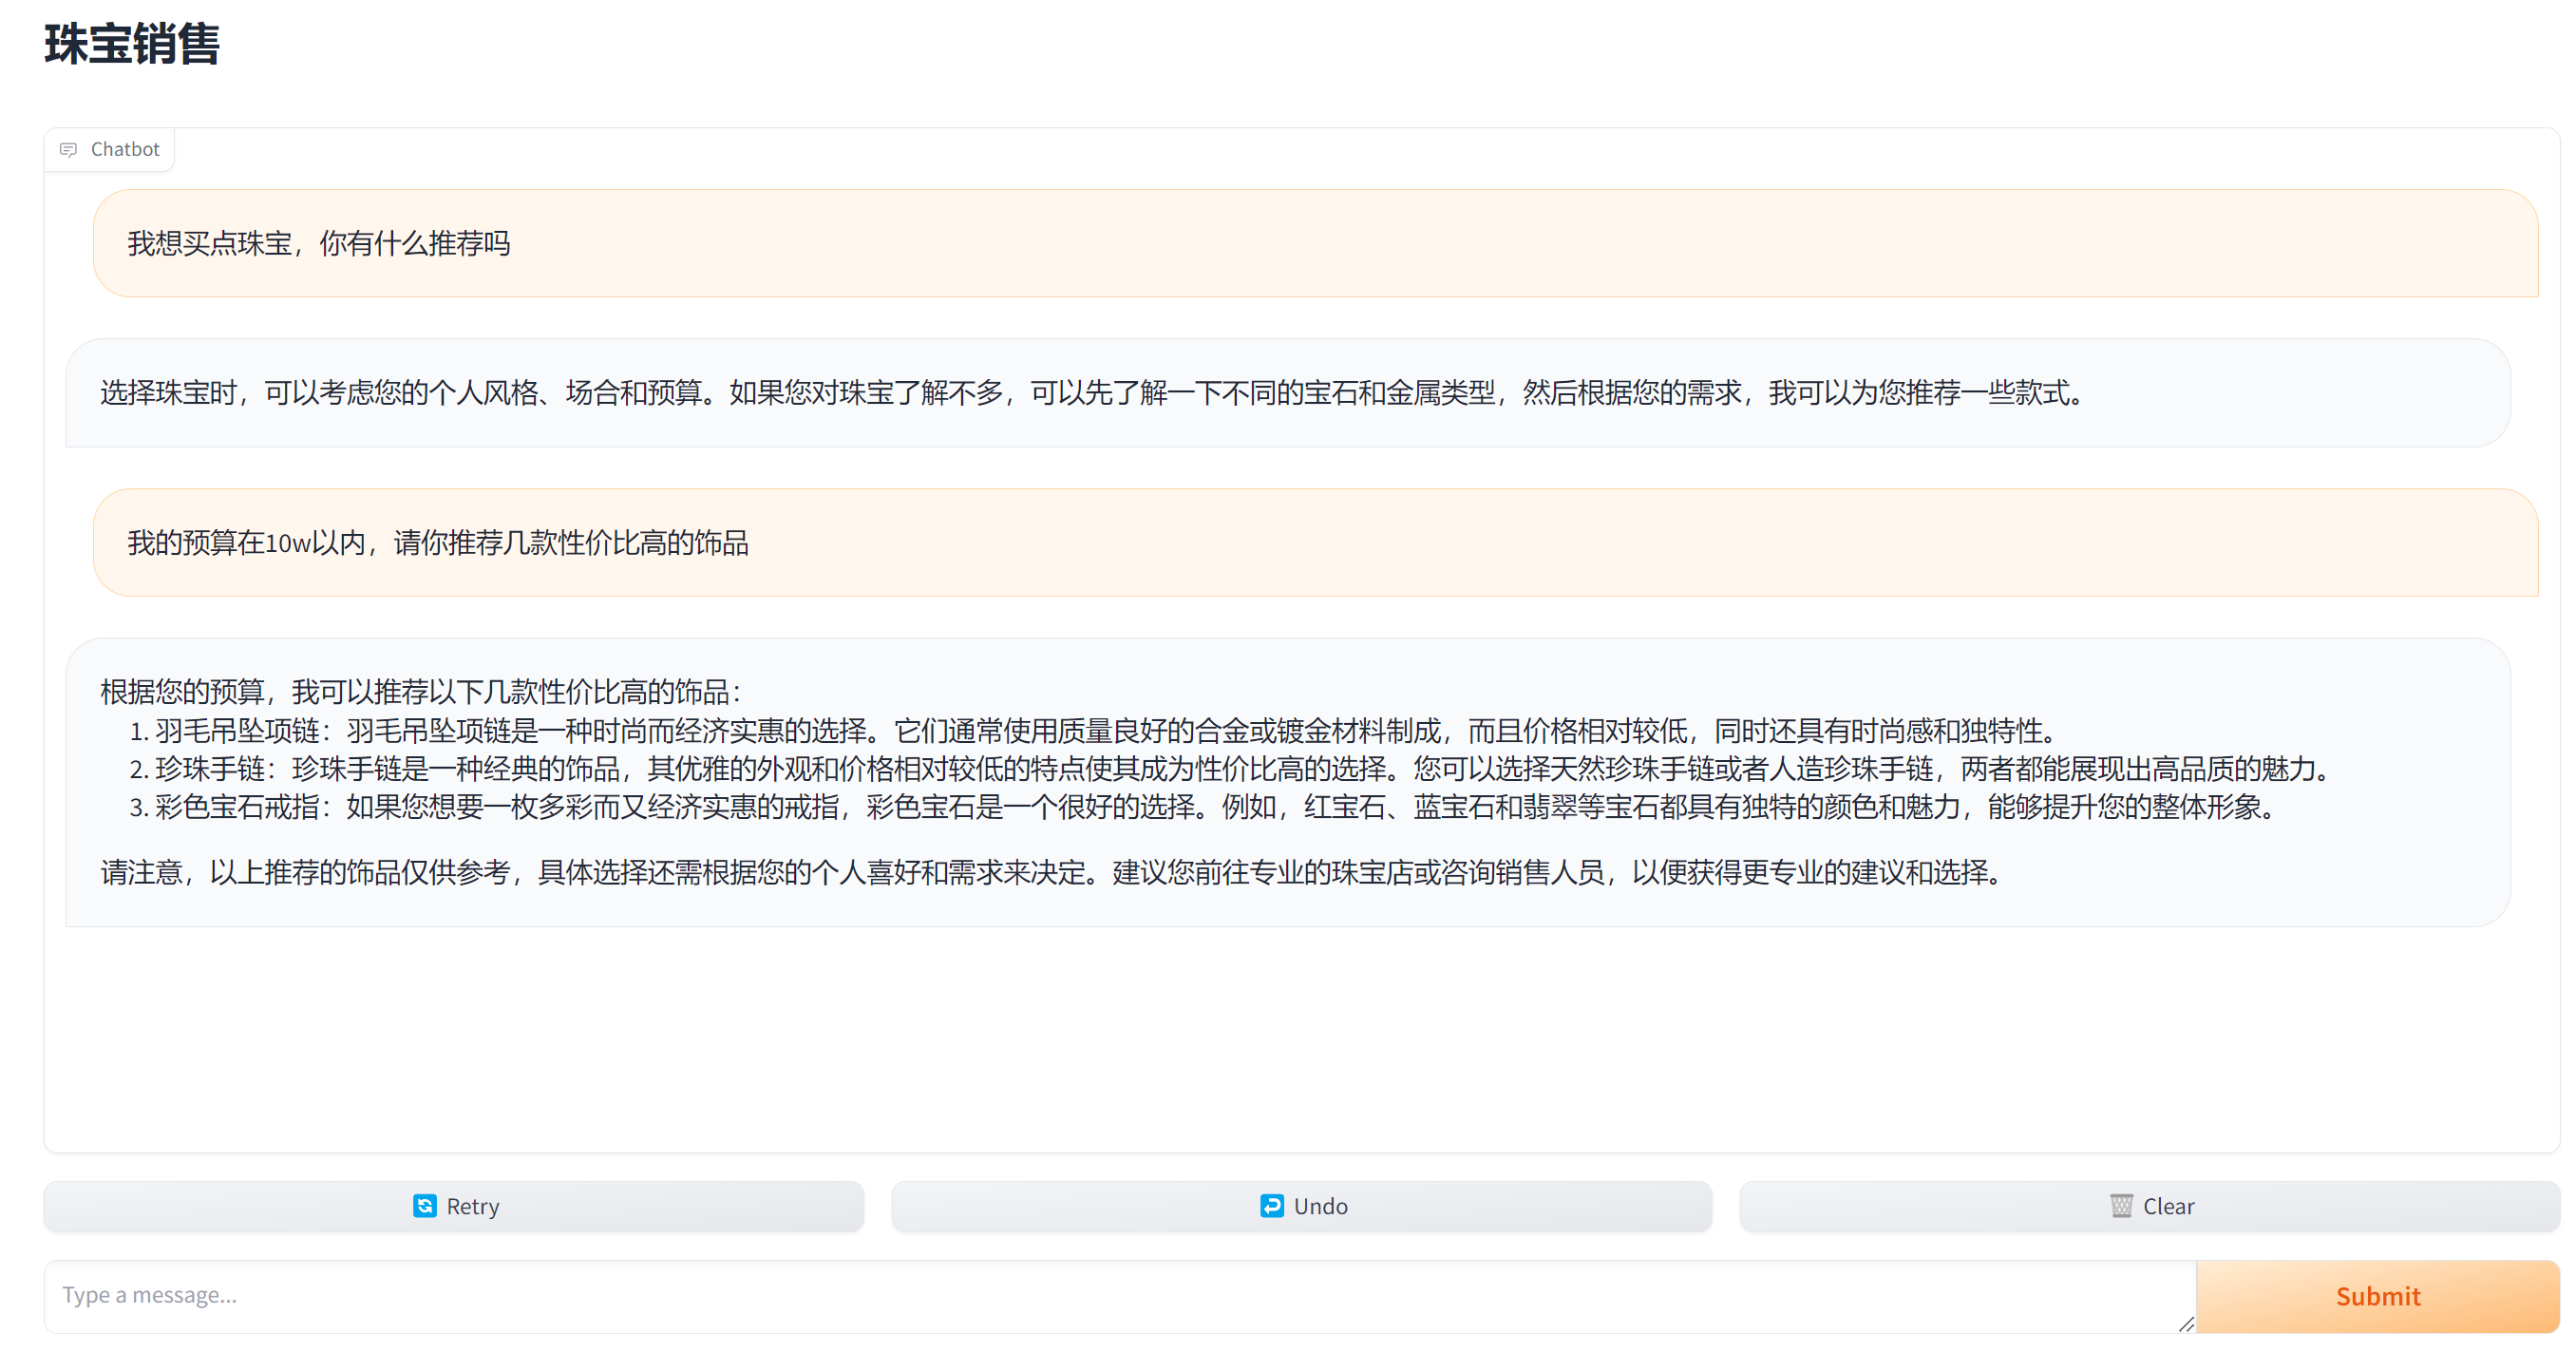 珠宝销售
Chatbot
我想买点珠宝，你有什么推荐吗
选择珠宝时，可以考虑您的个人风格、场合和预算。如果您对珠宝了解不多，可以先了解一下不同的宝石和金属类型，然后根据您的需求，我可以为您推荐一些款式。
我的预算在10w以内，请你推荐几款性价比高的饰品
根据您的预算，我可以推荐以下几款性价比高的饰品：
1. 羽毛吊坠项链：羽毛吊坠项链是一种时尚而经济实惠的选择。它们通常使用质量良好的合金或镀金材料制成，而且价格相对较低，同时还具有时尚感和独特性。
2. 珍珠手链：珍珠手链是一种经典的饰品，其优雅的外观和价格相对较低的特点使其成为性价比高的选择。您可以选择天然珍珠手链或者人造珍珠手链，两者都能展现出高品质的魅力。
3. 彩色宝石戒指：如果您想要一枚多彩而又经济实惠的戒指，彩色宝石是一个很好的选择。例如，红宝石、蓝宝石和翡翠等宝石都具有独特的颜色和魅力，能够提升您的整体形象。
请注意，以上推荐的饰品仅供参考，具体选择还需根据您的个人喜好和需求来决定。建议您前往专业的珠宝店或咨询销售人员，以便获得更专业的建议和选择。
Retry
Undo
Clear
Type a message...
Submit